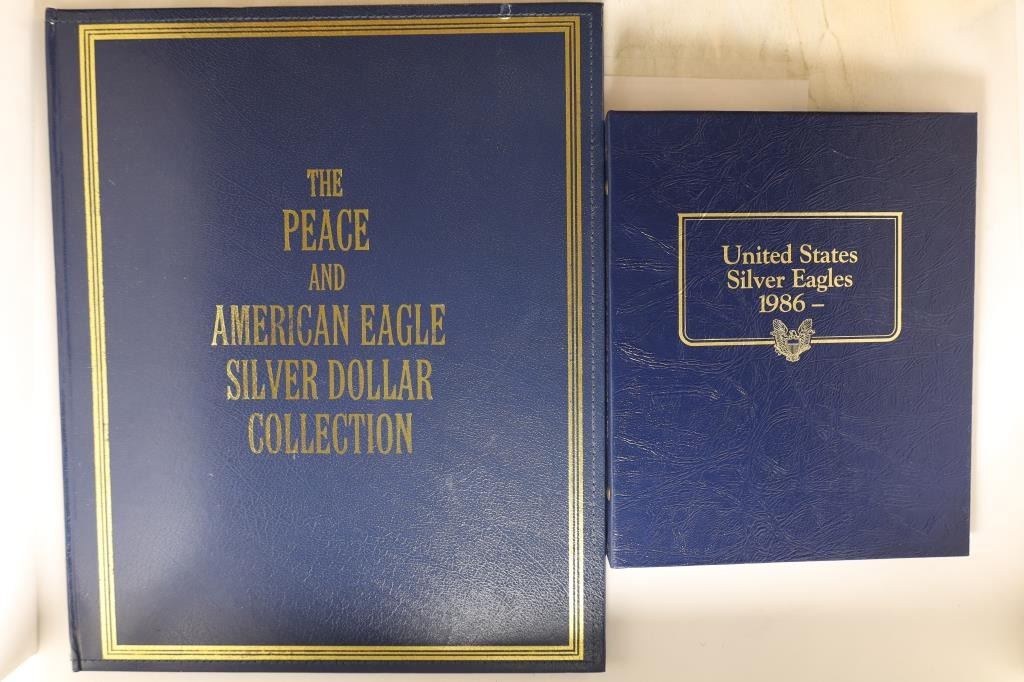 THE
PEACE
AND
AMERICAN EAGLE
SILVER DOLLAR
COLLECTION
United States
Silver Eagles
1986 –